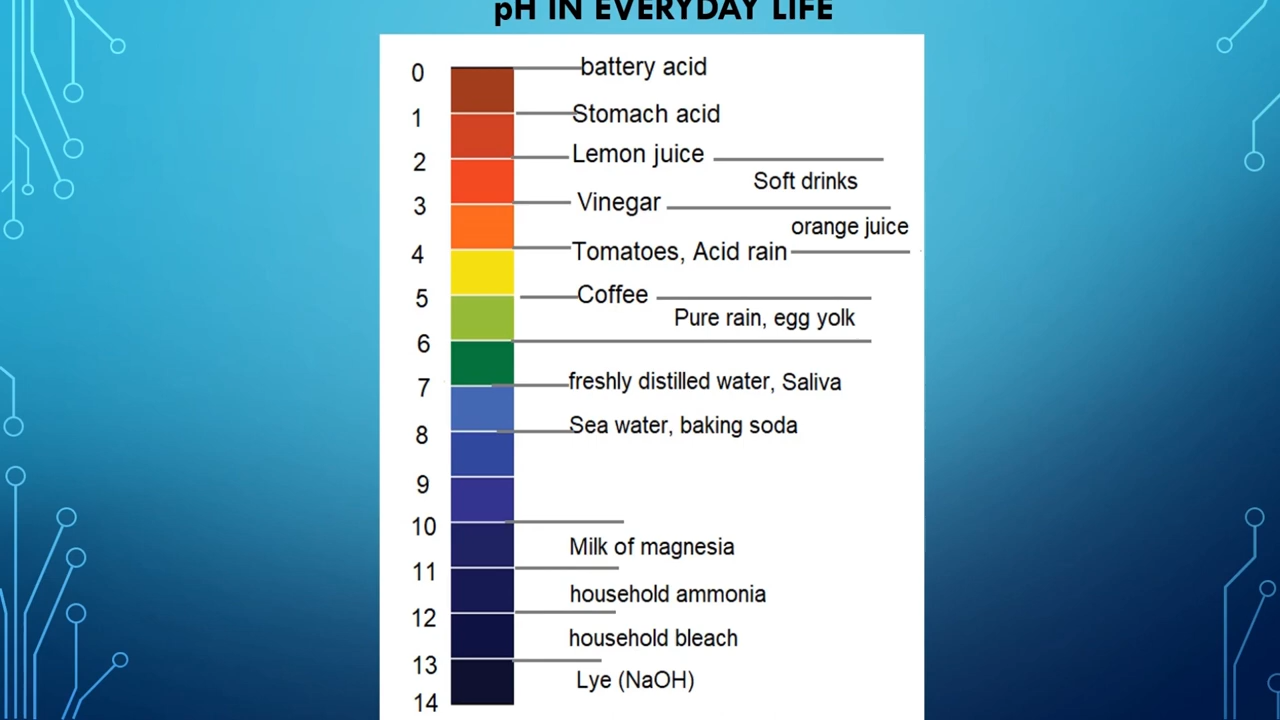 pH IN EVERYDAY LIFE
0 battery acid
1 Stomach acid
2 Lemon juice
Soft drinks
3 Vinegar
orange juice
4 Tomatoes, Acid rain
5 Coffee
Pure rain, egg yolk
6
7 freshly distilled water, Saliva
8 Sea water, baking soda
9
10
Milk of magnesia
11
household ammonia
12
household bleach
13
Lye (NaOH)
14